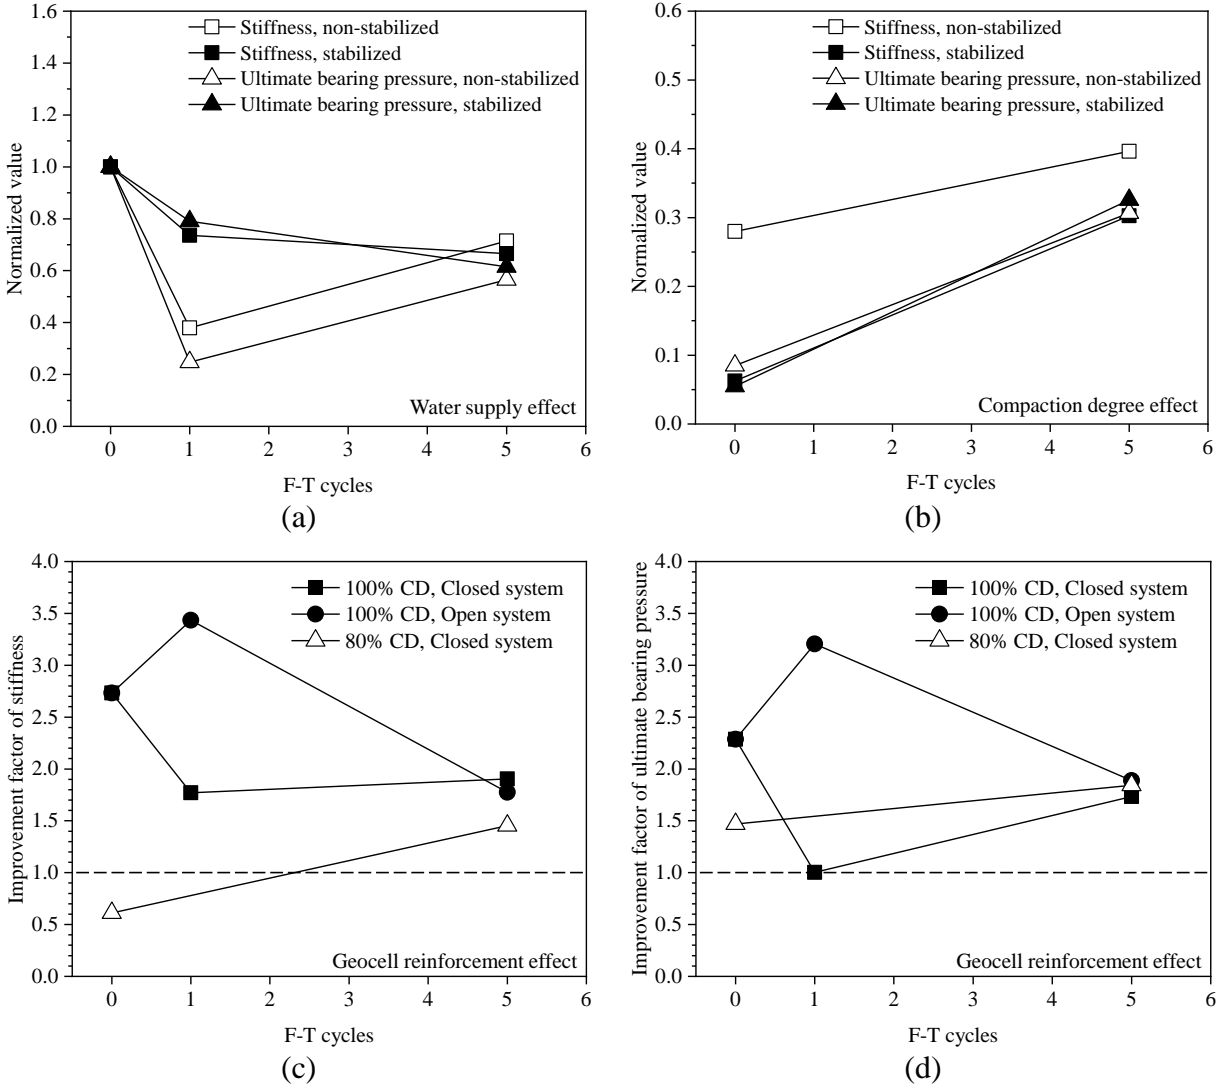 Stiffness, non-stabilized
Stiffness, stabilized
Ultimate bearing pressure, non-stabilized
Ultimate bearing pressure, stabilized
Normalized value
1.6
1.4
1.2
1.0
0.8
0.6
0.4
0.2
0.0
Water supply effect
0 1 2 3 4 5 6
F-T cycles
(a)
Stiffness, non-stabilized
Stiffness, stabilized
Ultimate bearing pressure, non-stabilized
Ultimate bearing pressure, stabilized
Normalized value
0.6
0.5
0.4
0.3
0.2
0.1
0.0
Compaction degree effect
0 1 2 3 4 5 6
F-T cycles
(b)
100% CD, Closed system
100% CD, Open system
80% CD, Closed system
Improvement factor of stiffness
4.0
3.5
3.0
2.5
2.0
1.5
1.0
0.5
0.0
Geocell reinforcement effect
0 1 2 3 4 5 6
F-T cycles
(c)
100% CD, Closed system
100% CD, Open system
80% CD, Closed system
Improvement factor of ultimate bearing pressure
4.0
3.5
3.0
2.5
2.0
1.5
1.0
0.5
0.0
Geocell reinforcement effect
0 1 2 3 4 5 6
F-T cycles
(d)